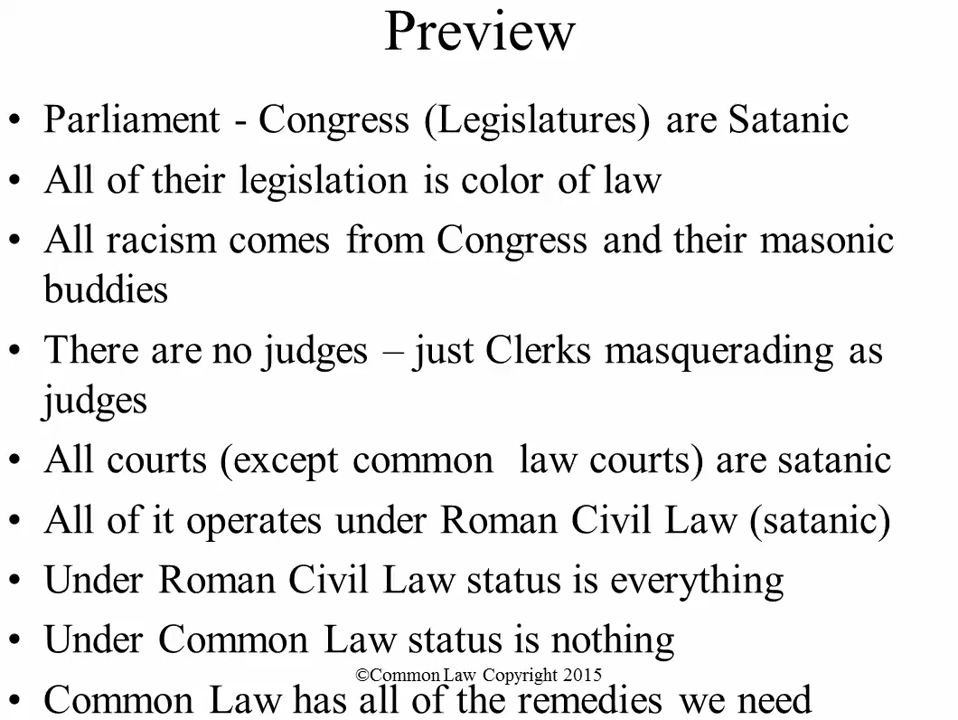 Preview
• Parliament - Congress (Legislatures) are Satanic
• All of their legislation is color of law
• All racism comes from Congress and their masonic
buddies
• There are no judges – just Clerks masquerading as
judges
• All courts (except common  law courts) are satanic
• All of it operates under Roman Civil Law (satanic)
• Under Roman Civil Law status is everything
• Under Common Law status is nothing
©Common Law Copyright 2015
• Common Law has all of the remedies we need